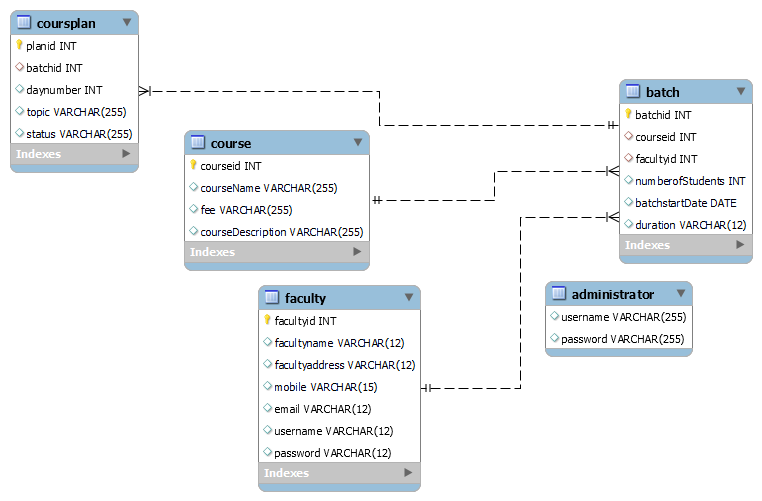 coursplan
planid INT
batchid INT
daynumber INT
topic VARCHAR(255)
status VARCHAR(255)
Indexes
course
courseid INT
courseName VARCHAR(255)
fee VARCHAR(255)
courseDescription VARCHAR(255)
Indexes
batch
batchid INT
courseid INT
facultyid INT
numberofStudents INT
batchstartDate DATE
duration VARCHAR(12)
Indexes
faculty
facultyid INT
facultyname VARCHAR(12)
facultyaddress VARCHAR(12)
mobile VARCHAR(15)
email VARCHAR(12)
username VARCHAR(12)
password VARCHAR(12)
Indexes
administrator
username VARCHAR(255)
password VARCHAR(255)